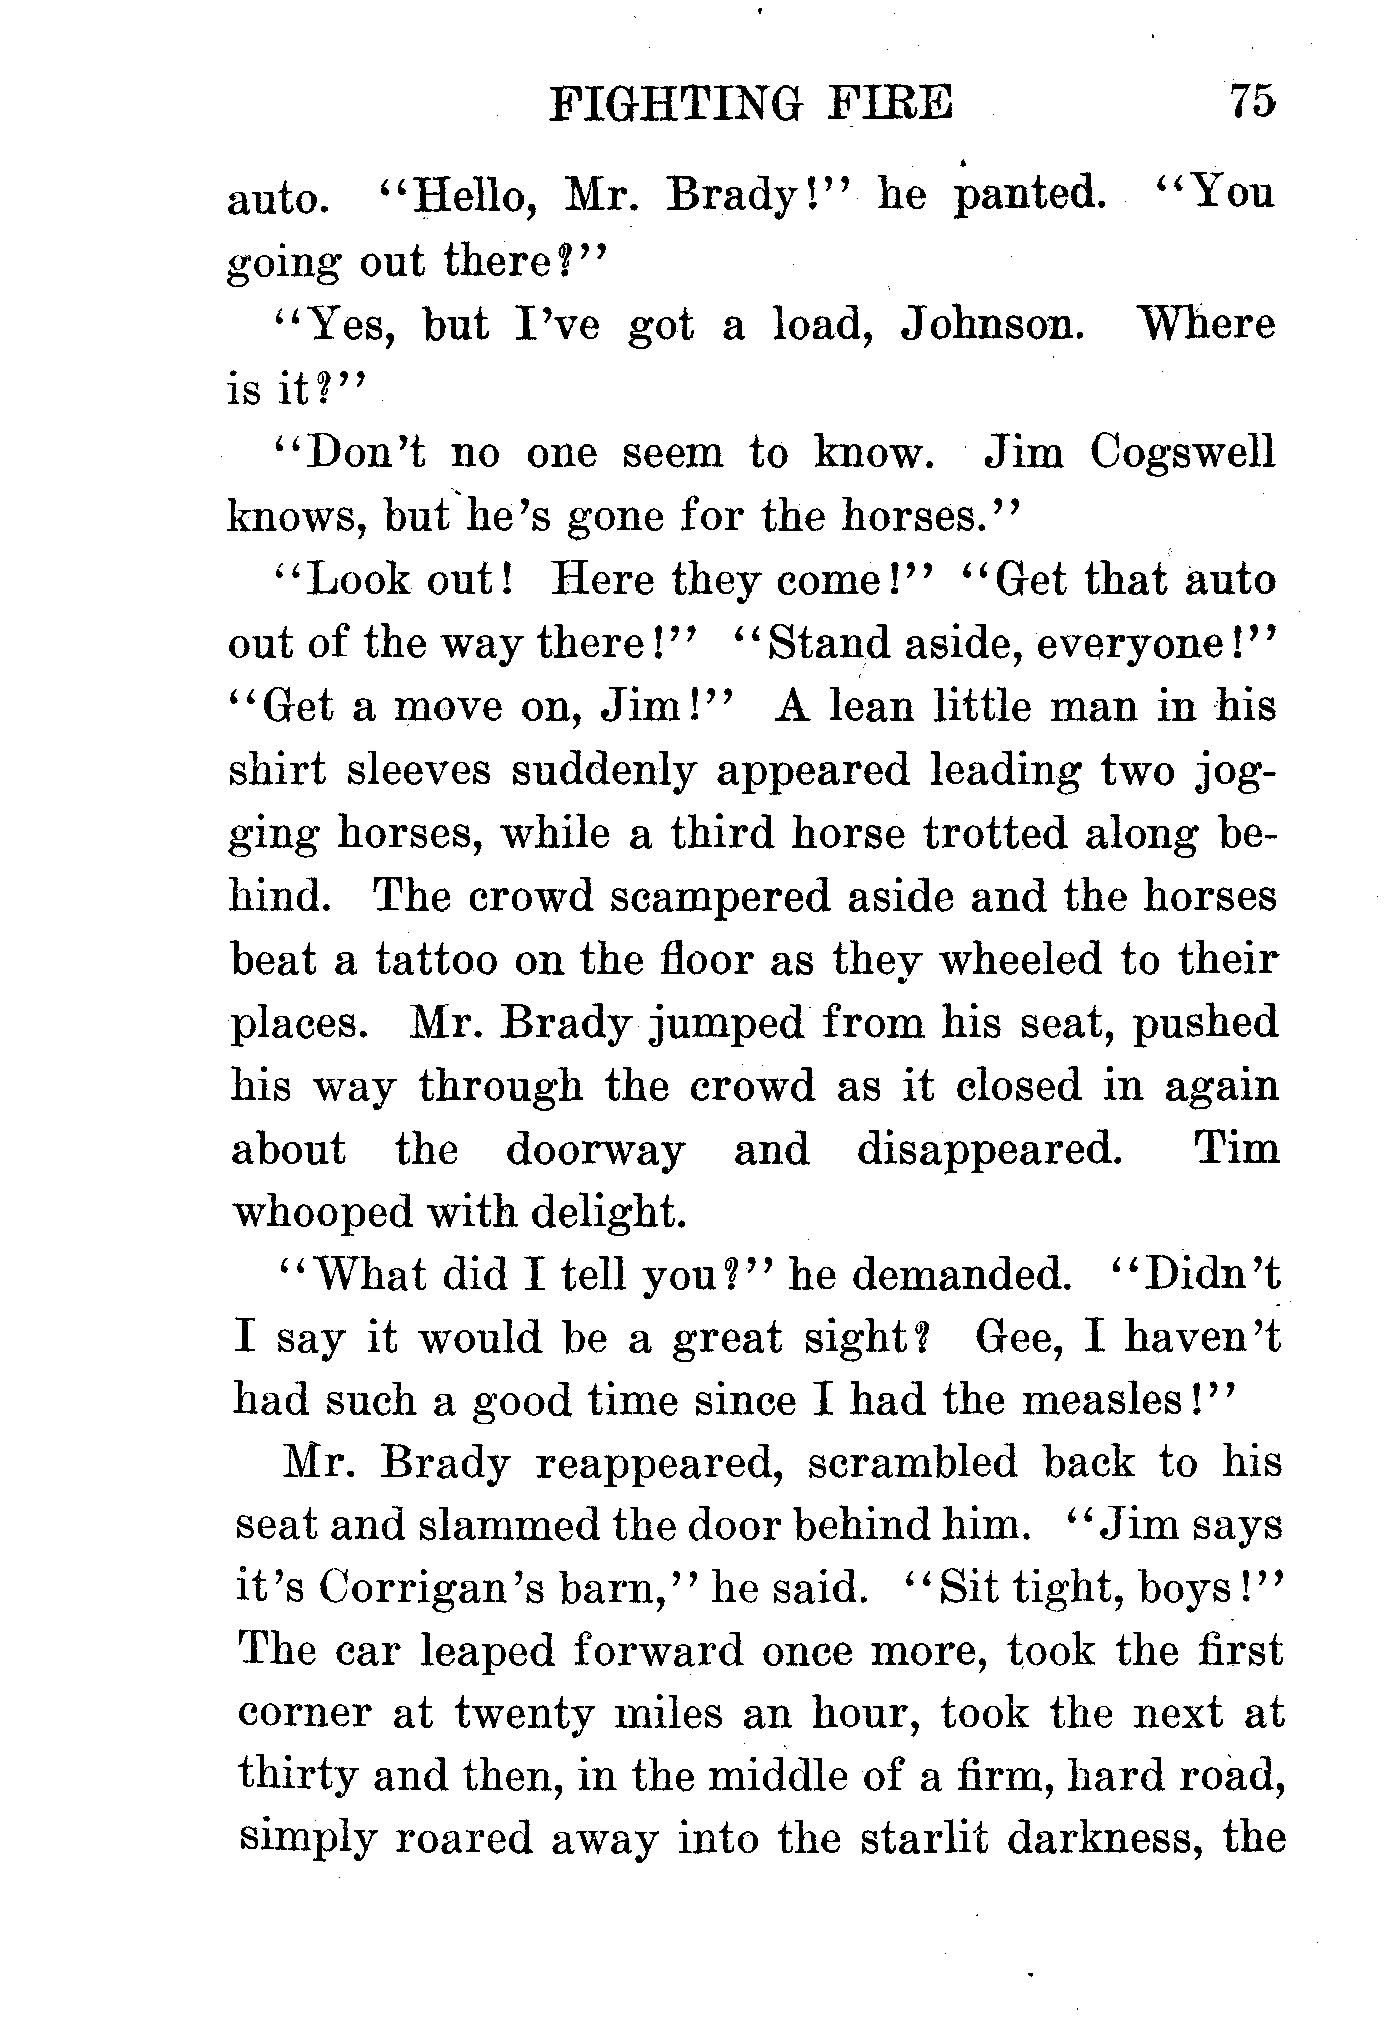 FIGHTING FIRE 75
auto. "Hello, Mr. Brady!" he panted. "You
going out there?"
"Yes, but I've got a load, Johnson. Where
is it?"
"Don't no one seem to know. Jim Cogswell
knows, but he's gone for the horses."
"Look out! Here they come!" "Get that auto
out of the way there!" "Stand aside, everyone!"
"Get a move on, Jim!" A lean little man in his
shirt sleeves suddenly appeared leading two jog-
ging horses, while a third horse trotted along be-
hind. The crowd scampered aside and the horses
beat a tattoo on the floor as they wheeled to their
places. Mr. Brady jumped from his seat, pushed
his way through the crowd as it closed in again
about the doorway and disappeared. Tim
whooped with delight.
"What did I tell you?" he demanded. "Didn't
I say it would be a great sight? Gee, I haven't
had such a good time since I had the measles!"
Mr. Brady reappeared, scrambled back to his
seat and slammed the door behind him. "Jim says
it's Corrigan's barn," he said. "Sit tight, boys!"
The car leaped forward once more, took the first
corner at twenty miles an hour, took the next at
thirty and then, in the middle of a firm, hard road,
simply roared away into the starlit darkness, the